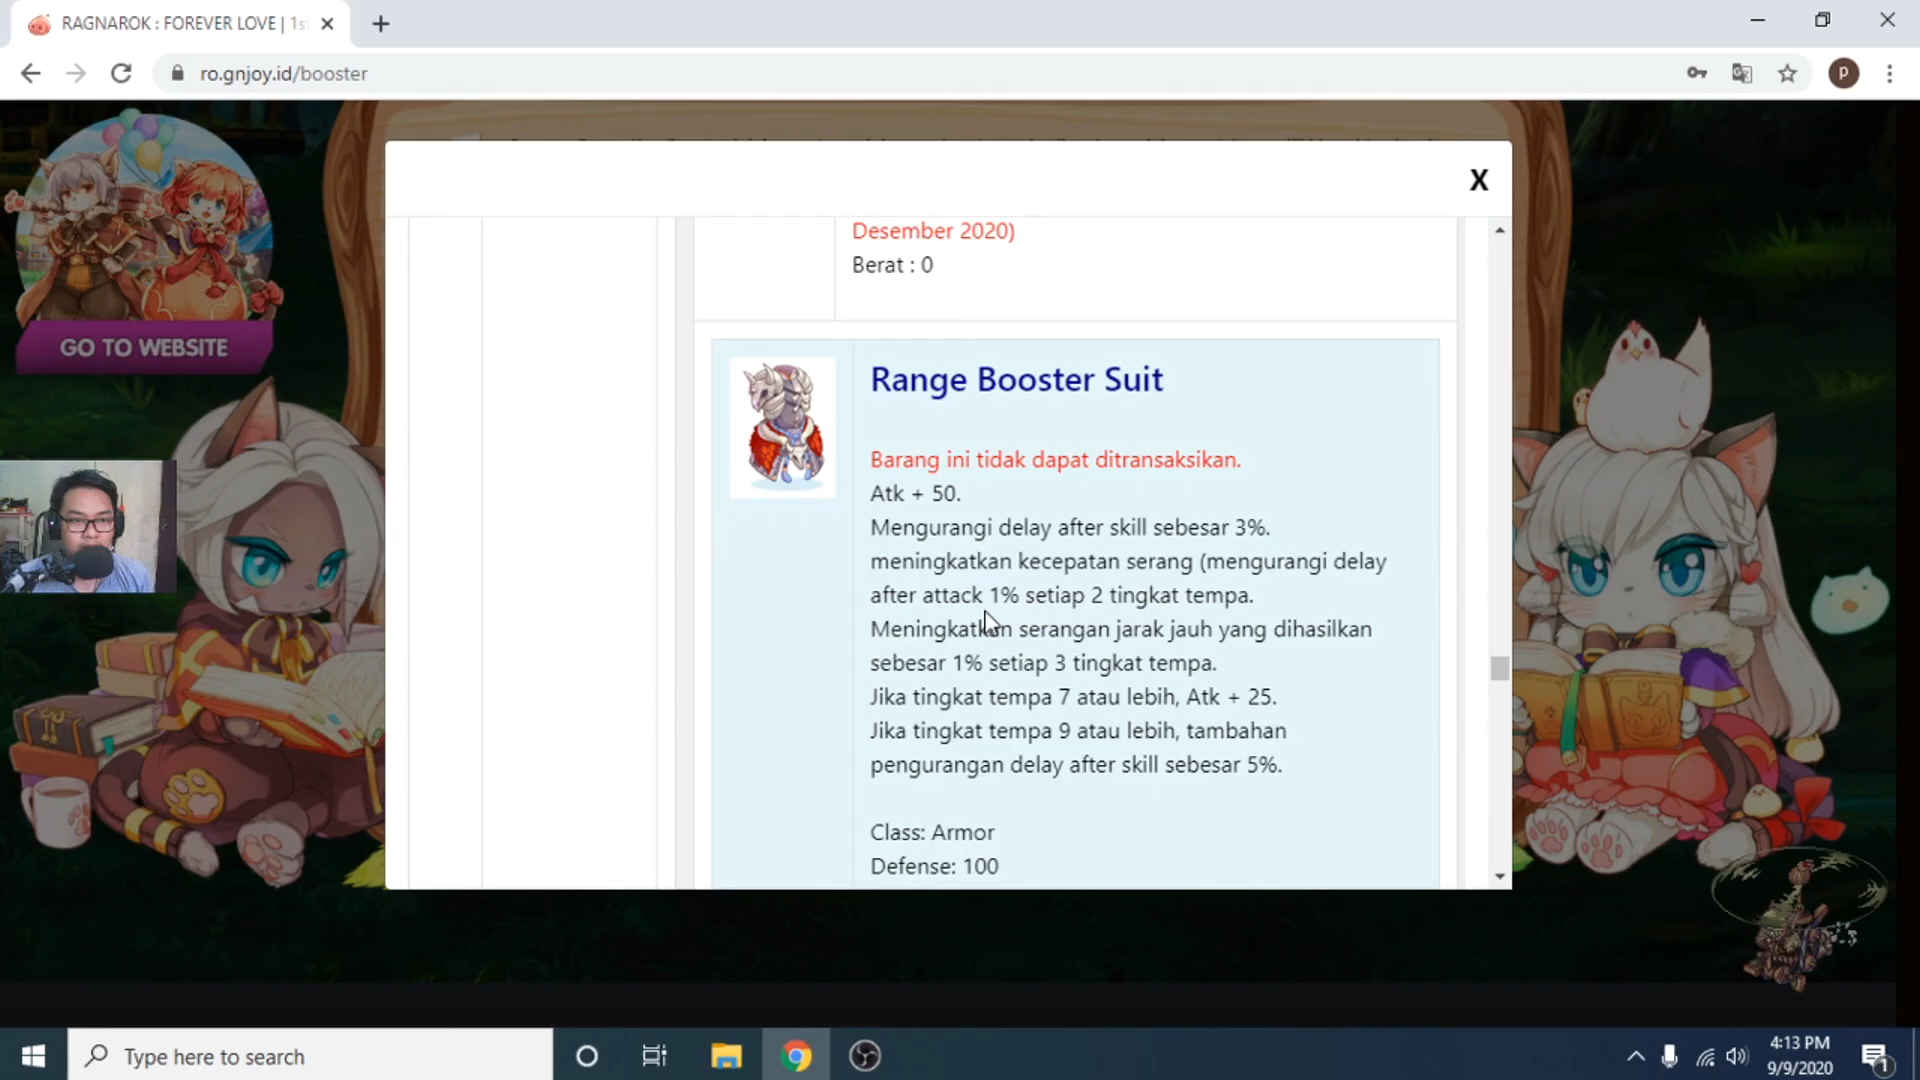 RAGNAROK : FOREVER LOVE | 1s
ro.gnjoy.id/booster
p
X
GO TO WEBSITE
Desember 2020)
Berat : 0
Range Booster Suit
Barang ini tidak dapat ditransaksikan.
Atk + 50.
Mengurangi delay after skill sebesar 3%.
meningkatkan kecepatan serang (mengurangi delay
after attack 1% setiap 2 tingkat tempa.
Meningkatkan serangan jarak jauh yang dihasilkan
sebesar 1% setiap 3 tingkat tempa.
Jika tingkat tempa 7 atau lebih, Atk + 25.
Jika tingkat tempa 9 atau lebih, tambahan
pengurangan delay after skill sebesar 5%.
Class: Armor
Defense: 100
Type here to search
4:13 PM
9/9/2020
1